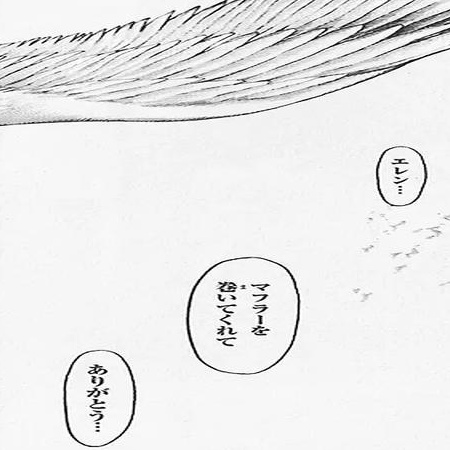 エレン…
マフラーを
巻いてくれて
ありがとう…